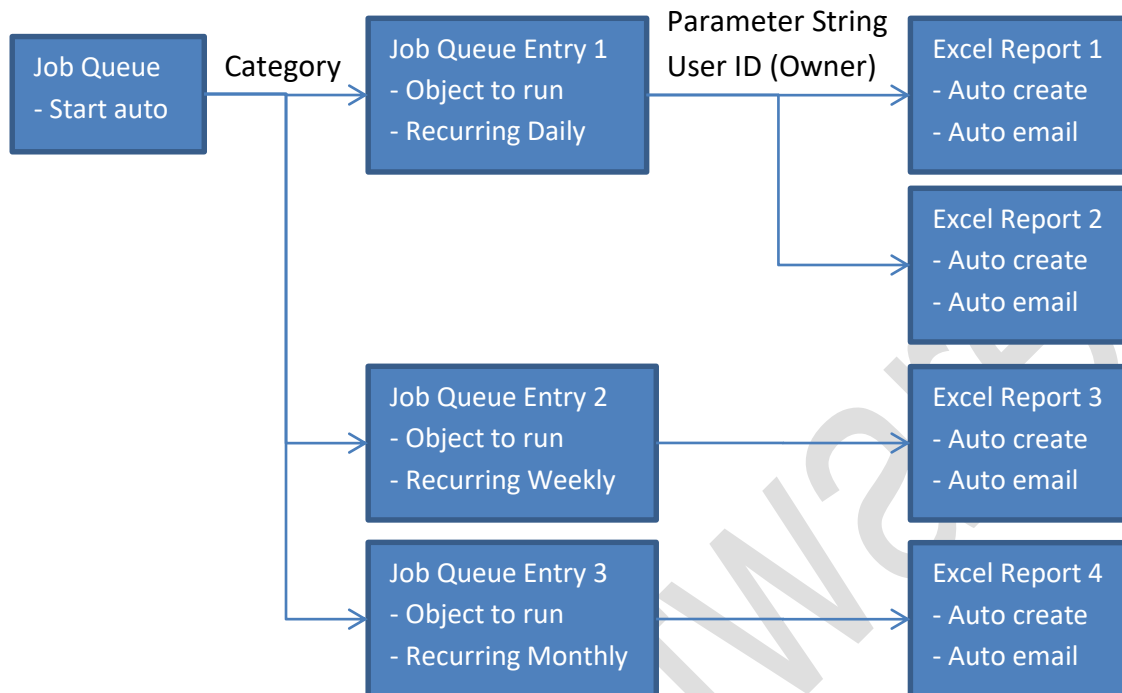 Job Queue
- Start auto
Category
Job Queue Entry 1
- Object to run
- Recurring Daily
Parameter String
User ID (Owner)
Excel Report 1
- Auto create
- Auto email
Excel Report 2
- Auto create
- Auto email
Job Queue Entry 2
- Object to run
- Recurring Weekly
Excel Report 3
- Auto create
- Auto email
Job Queue Entry 3
- Object to run
- Recurring Monthly
Excel Report 4
- Auto create
- Auto email